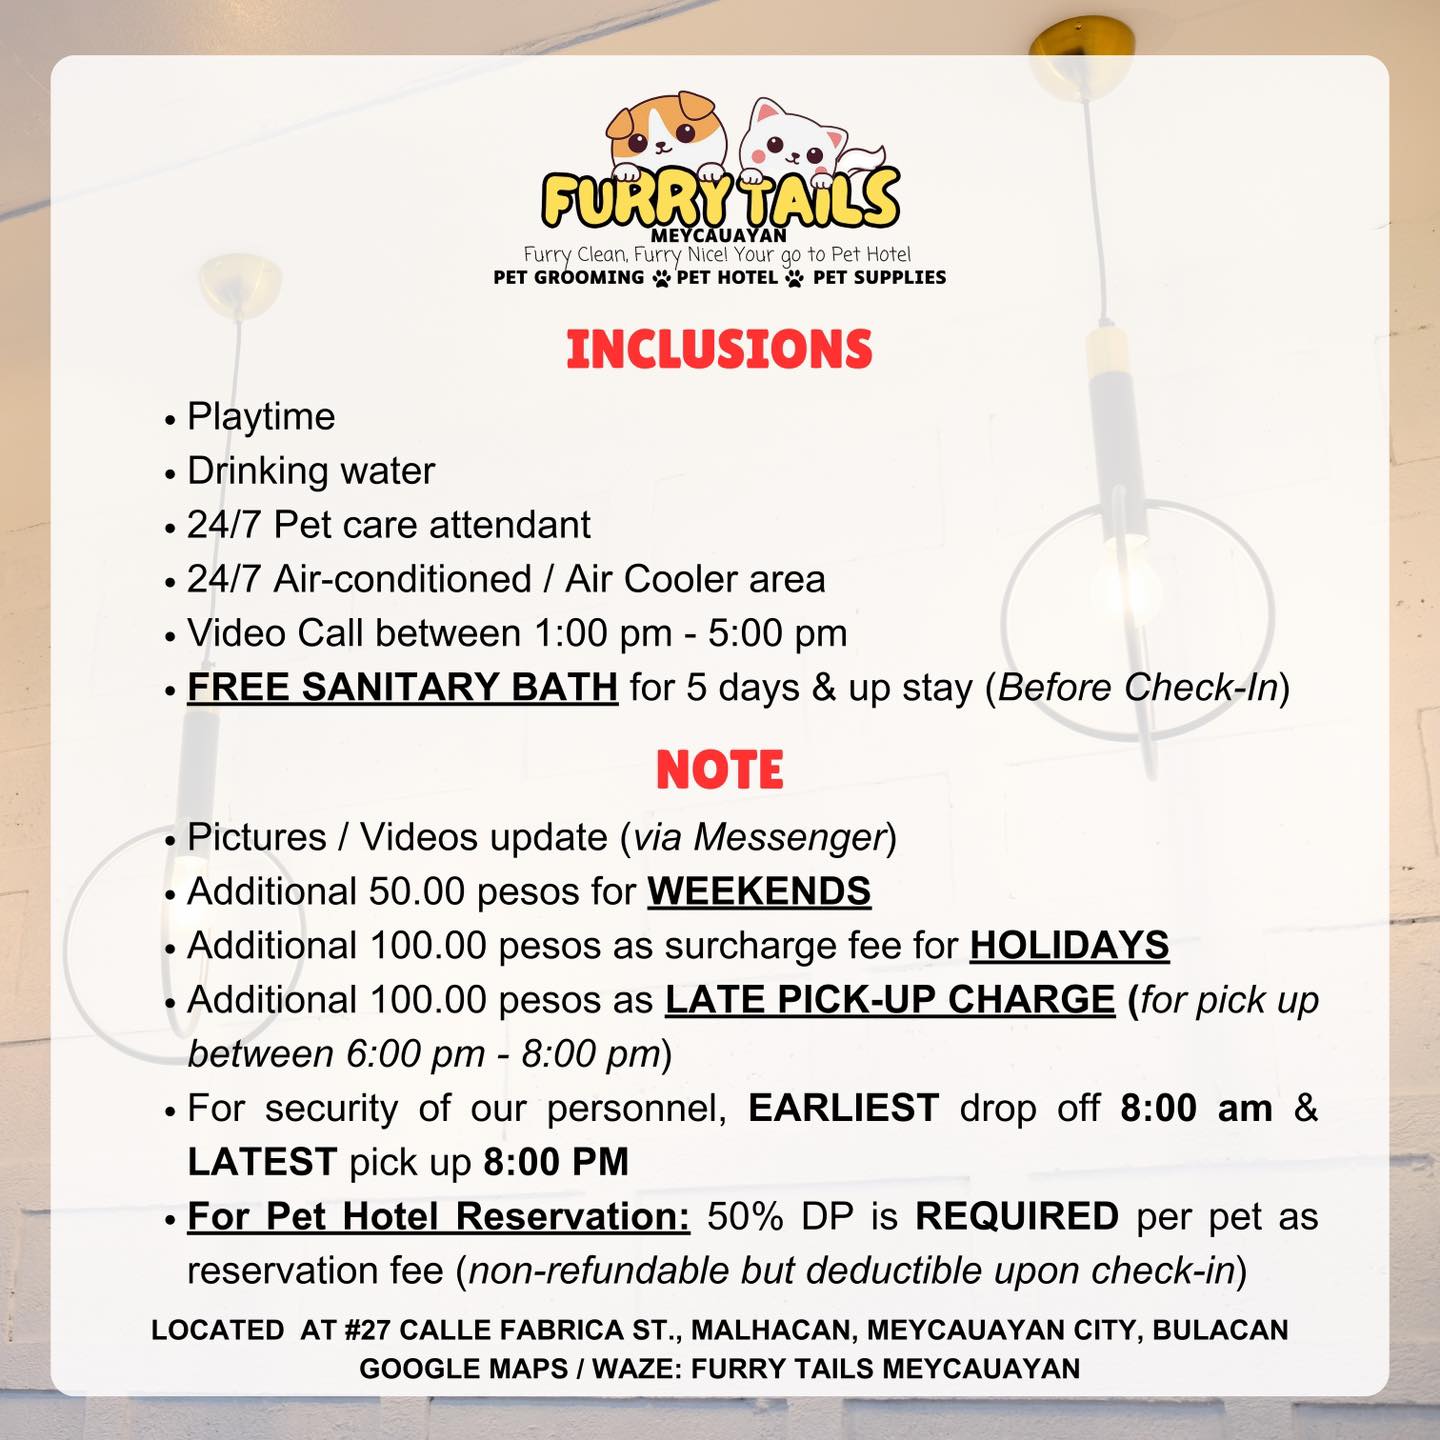 FURRY TAILS
MEYCAUAYAN
Furry Clean, Furry Nice! Your go to Pet Hotel
PET GROOMING PET HOTEL PET SUPPLIES
INCLUSIONS
• Playtime
• Drinking water
• 24/7 Pet care attendant
• 24/7 Air-conditioned / Air Cooler area
• Video Call between 1:00 pm - 5:00 pm
• FREE SANITARY BATH for 5 days & up stay (Before Check-In)
NOTE
• Pictures / Videos update (via Messenger)
• Additional 50.00 pesos for WEEKENDS
• Additional 100.00 pesos as surcharge fee for HOLIDAYS
• Additional 100.00 pesos as LATE PICK-UP CHARGE (for pick up
between 6:00 pm - 8:00 pm)
• For security of our personnel, EARLIEST drop off 8:00 am &
LATEST pick up 8:00 PM
• For Pet Hotel Reservation: 50% DP is REQUIRED per pet as
reservation fee (non-refundable but deductible upon check-in)
LOCATED AT #27 CALLE FABRICA ST., MALHACAN, MEYCAUAYAN CITY, BULACAN
GOOGLE MAPS / WAZE: FURRY TAILS MEYCAUAYAN